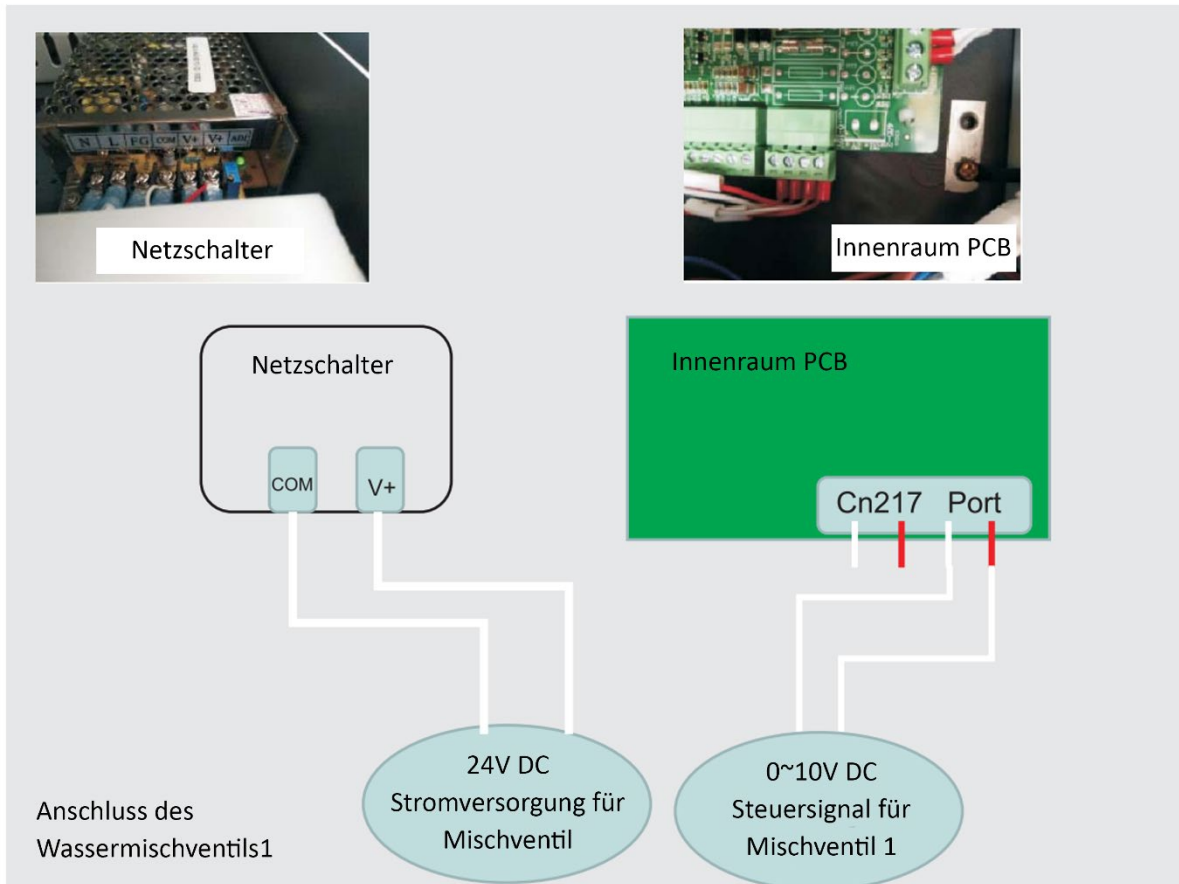 N L FG COM V+ V+ ADJ
Netzschalter
Innenraum PCB
Netzschalter
Innenraum PCB
COM
V+
Cn217 Port
24V DC
Stromversorgung für
Mischventil
0~10V DC
Steuersignal für
Mischventil 1
Anschluss des
Wassermischventils1